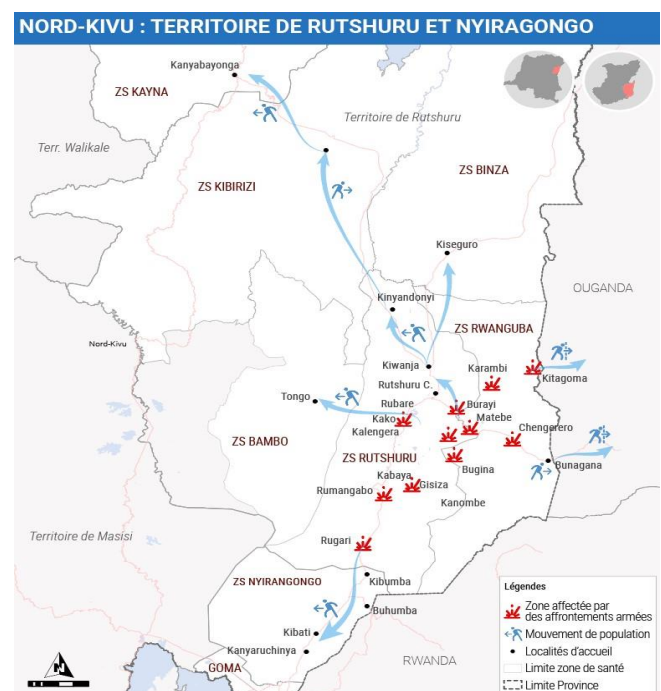 NORD-KIVU : TERRITOIRE DE RUTSHURU ET NYIRAGONGO
Kanyabayonga
ZS KAYNA
Territoire de Rutshuru
Terr. Walikale
ZS BINZA
ZS KIBIRIZI
Kiseguro
OUGANDA
Kinyandonyi
ZS RWANGUBA
Nord-Kivu
Kiwanja
Karambi
Kitagoma
Rutshuru C.
Tongo
Rubare
Burayi
Kako
Matebe
Kalengera
Chengerero
ZS BAMBO
ZS RUTSHURU
Bugina
Bunagana
Kabaya
Gisiza
Rumangabo
Kanombe
Territoire de Masisi
Rugari
ZS NYIRANGONGO
Kibumba
Légendes
Buhumba
Zone affectée par
des affrontements armées
Kibati
Mouvement de population
Kanyaruchinya
Localités d'accueil
RWANDA
GOMA
Limite zone de santé
N
Limite Province